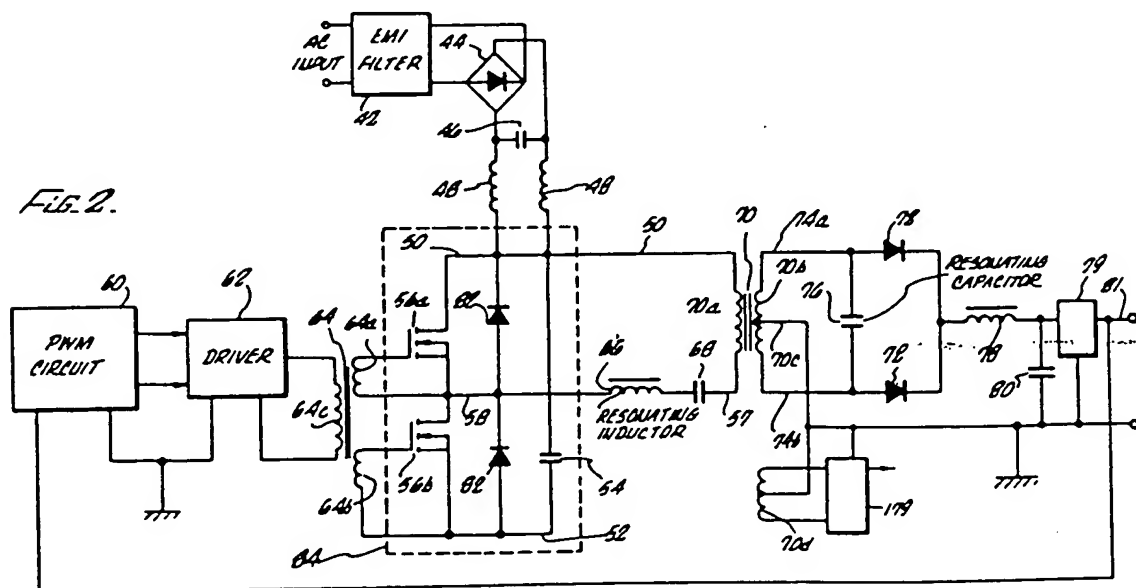 AC
INPUT
EMI
FILTER
42
44
46
48
48
FIG. 2.
60
PWM
CIRCUIT
62
DRIVER
64
64a
64c
64b
50
56a
82
58
56b
82
54
52
84
50
66
RESONATING
INDUCTOR
68
57
70
70a
70b
70c
74a
74b
76
78
RESONATING
CAPACITOR
72
78
79
81
80
70d
179